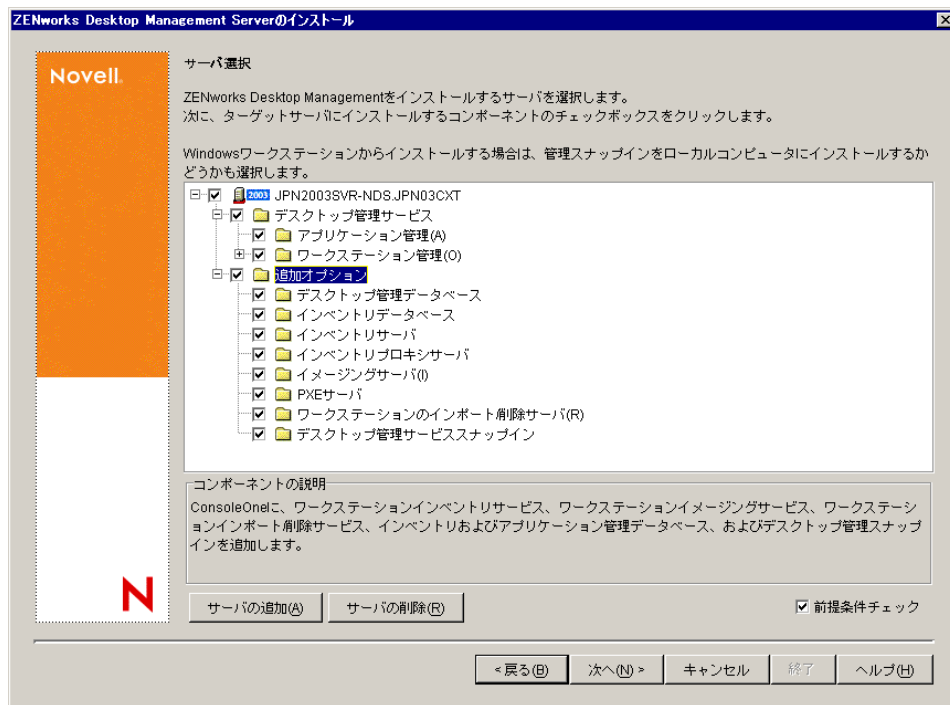 ZENworks Desktop Management Serverのインストール
Novell.
サーバ選択
ZENworks Desktop Managementをインストールするサーバを選択します。
次に、ターゲットサーバにインストールするコンポーネントのチェックボックスをクリックします。
Windowsワークステーションからインストールする場合は、管理スナップインをローカルコンピュータにインストールするか
どうかも選択します。
2003 JPN2003SVR-NDS.JPN03CXT
デスクトップ管理サービス
アプリケーション管理(A)
ワークステーション管理(O)
追加オプション
デスクトップ管理データベース
インベントリデータベース
インベントリサーバ
インベントリプロキシサーバ
イメージングサーバ(I)
PXEサーバ
ワークステーションのインポート/削除サーバ(R)
デスクトップ管理サービススナップイン
コンポーネントの説明
ConsoleOneに、ワークステーションインベントリサービス、ワークステーションイメージングサービス、ワークステーシ
ョンインポート/削除サービス、インベントリおよびアプリケーション管理データベース、およびデスクトップ管理スナップ
インを追加します。
N
サーバの追加(A)
サーバの削除(R)
前提条件チェック
<戻る(B)
次へ(N) >
キャンセル
終了
ヘルプ(H)